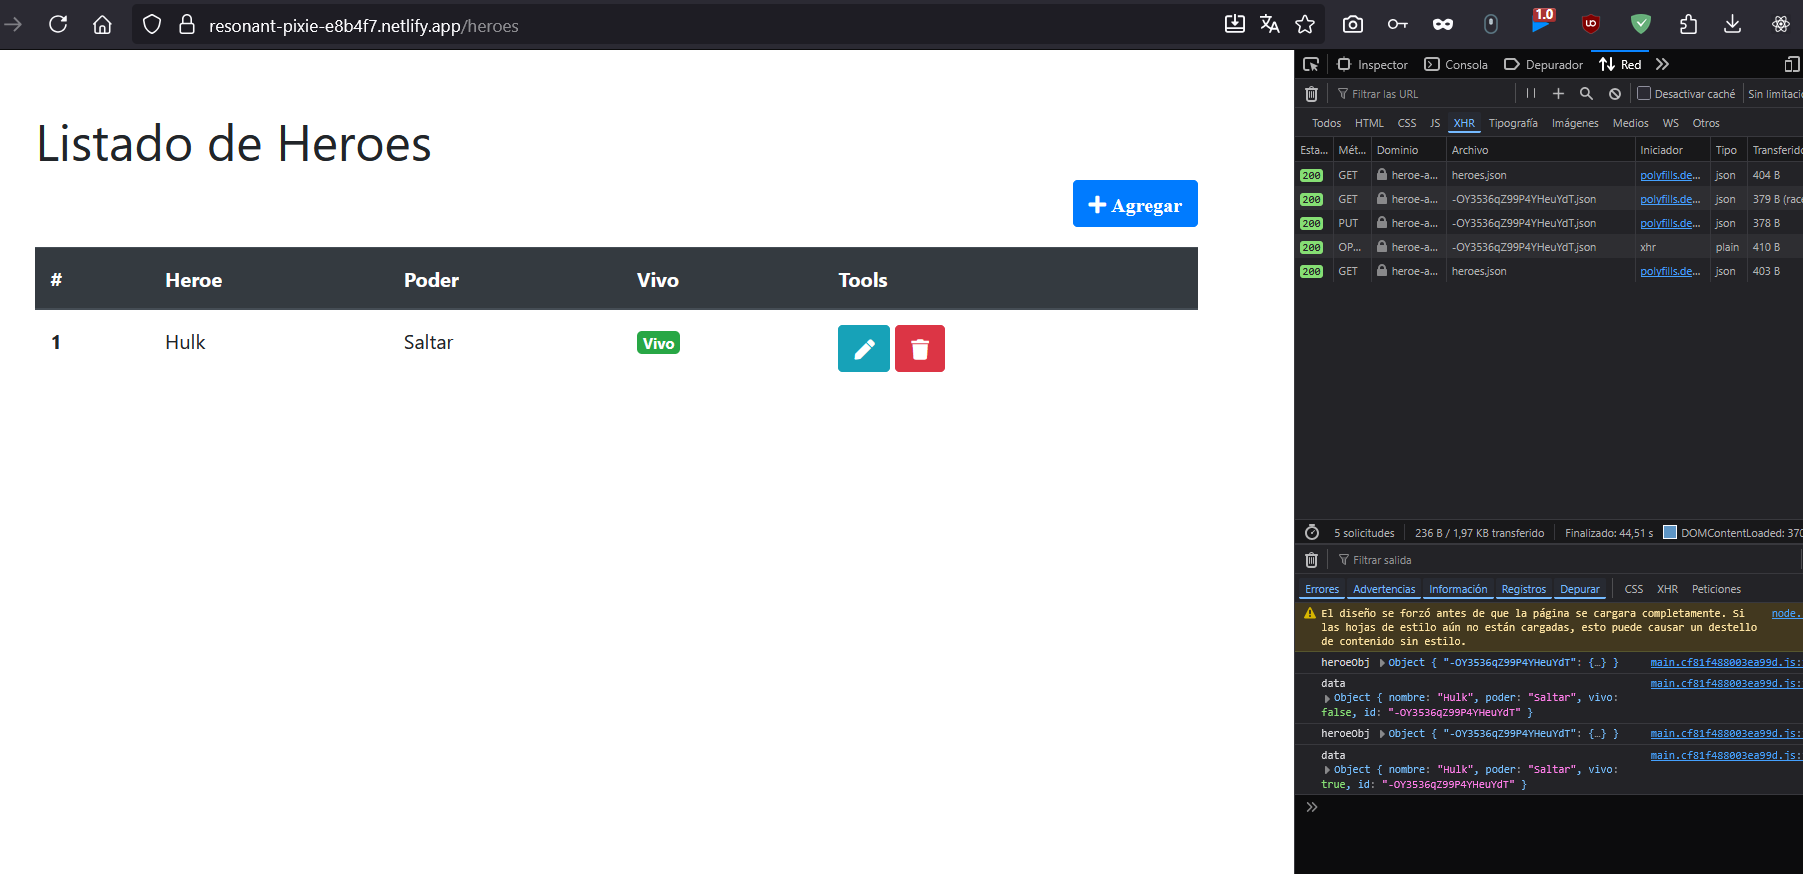 resonant-pixie-e8b4f7.netlify.app/heroes
1.0
Listado de Heroes
Agregar
# Heroe Poder Vivo Tools
1 Hulk Saltar Vivo
Inspector Consola Depurador Red
Filtrar las URL Desactivar caché Sin limitaci
Todos HTML CSS JS XHR Tipografía Imágenes Medios WS Otros
Esta... Mét... Dominio Archivo Iniciador Tipo Transferido
200 GET heroe-a... heroes.json polyfills.de... json 404 B
200 GET heroe-a... -OY3536qZ99P4YHeuYdT.json polyfills.de... json 379 B (race
200 PUT heroe-a... -OY3536qZ99P4YHeuYdT.json polyfills.de... json 378 B
200 OP... heroe-a... -OY3536qZ99P4YHeuYdT.json xhr plain 410 B
200 GET heroe-a... heroes.json polyfills.de... json 403 B
5 solicitudes 236 B / 1,97 KB transferido Finalizado: 44,51 s DOMContentLoaded: 370
Filtrar salida
Errores Advertencias Información Registros Depurar CSS XHR Peticiones
El diseño se forzó antes de que la página se cargara completamente. Si node.
las hojas de estilo aún no están cargadas, esto puede causar un destello
de contenido sin estilo.
heroeObj Object { "-OY3536qZ99P4YHeuYdT": {…} } main.cf81f488003ea99d.js:
data main.cf81f488003ea99d.js:
Object { nombre: "Hulk", poder: "Saltar", vivo:
false, id: "-OY3536qZ99P4YHeuYdT" }
heroeObj Object { "-OY3536qZ99P4YHeuYdT": {…} } main.cf81f488003ea99d.js:
data main.cf81f488003ea99d.js:
Object { nombre: "Hulk", poder: "Saltar", vivo:
true, id: "-OY3536qZ99P4YHeuYdT" }